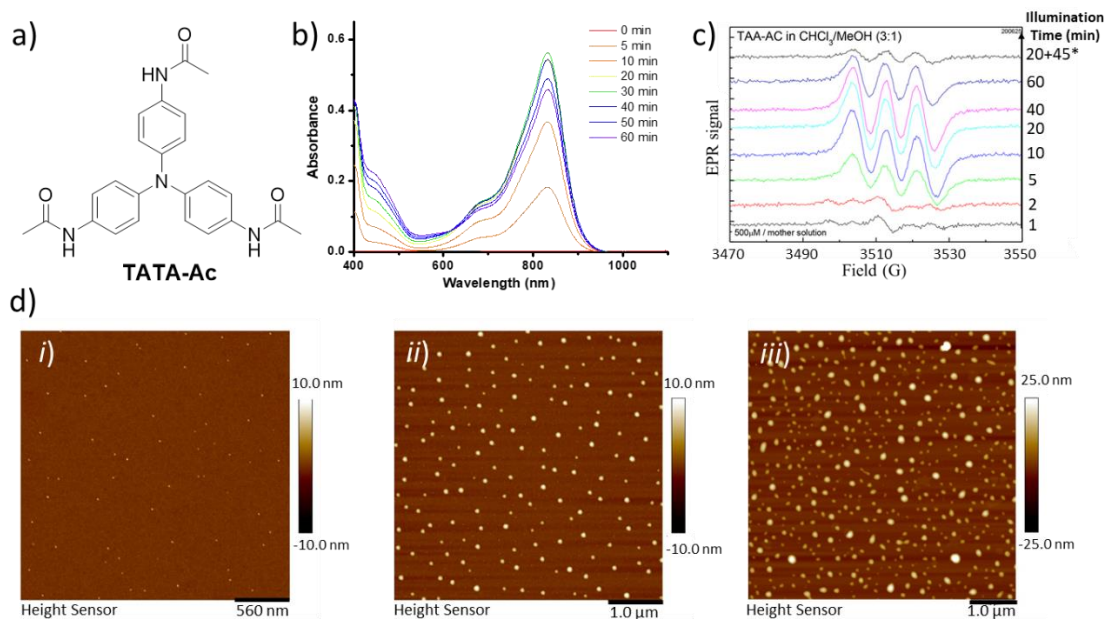 a)
O
NH
N
O
O
N
H
N
H
TATA-Ac
b)
Absorbance
0.6
0.4
0.2
0.0
400
600
800
1000
Wavelength (nm)
0 min
5 min
10 min
20 min
30 min
40 min
50 min
60 min
c)
Illumination
Time (min)
TAA-AC in CHCl3/MeOH (3:1)
20+45*
60
40
20
10
5
2
1
EPR signal
500μM / mother solution
3470
3490
3510
3530
3550
Field (G)
d)
i)
10.0 nm
-10.0 nm
Height Sensor
560 nm
ii)
10.0 nm
-10.0 nm
Height Sensor
1.0 μm
iii)
25.0 nm
-25.0 nm
Height Sensor
1.0 μm